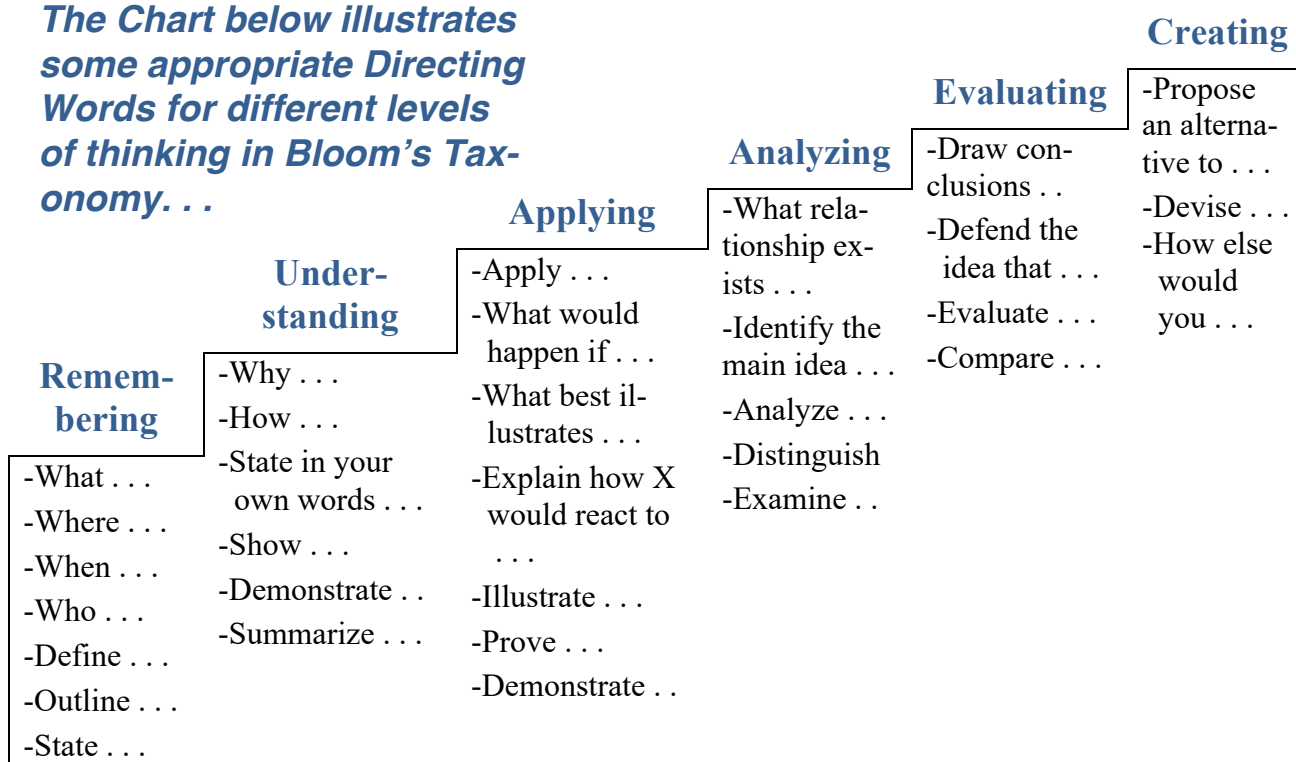 The Chart below illustrates
some appropriate Directing
Words for different levels
of thinking in Bloom's Tax-
onomy. . .
Remem-
bering
-What . . .
-Where . . .
-When . . .
-Who . . .
-Define . . .
-Outline . . .
-State . . .
Under-
standing
-Why . . .
-How . . .
-State in your
own words . . .
-Show . . .
-Demonstrate . .
-Summarize . . .
Applying
-Apply . . .
-What would
happen if . . .
-What best il-
lustrates . . .
-Explain how X
would react to
. . .
-Illustrate . . .
-Prove . . .
-Demonstrate . .
Analyzing
-What rela-
tionship ex-
ists . . .
-Identify the
main idea . . .
-Analyze . . .
-Distinguish
-Examine . .
Evaluating
-Draw con-
clusions . .
-Defend the
idea that . . .
-Evaluate . . .
-Compare . . .
Creating
-Propose
an alterna-
tive to . . .
-Devise . . .
-How else
would
you . . .